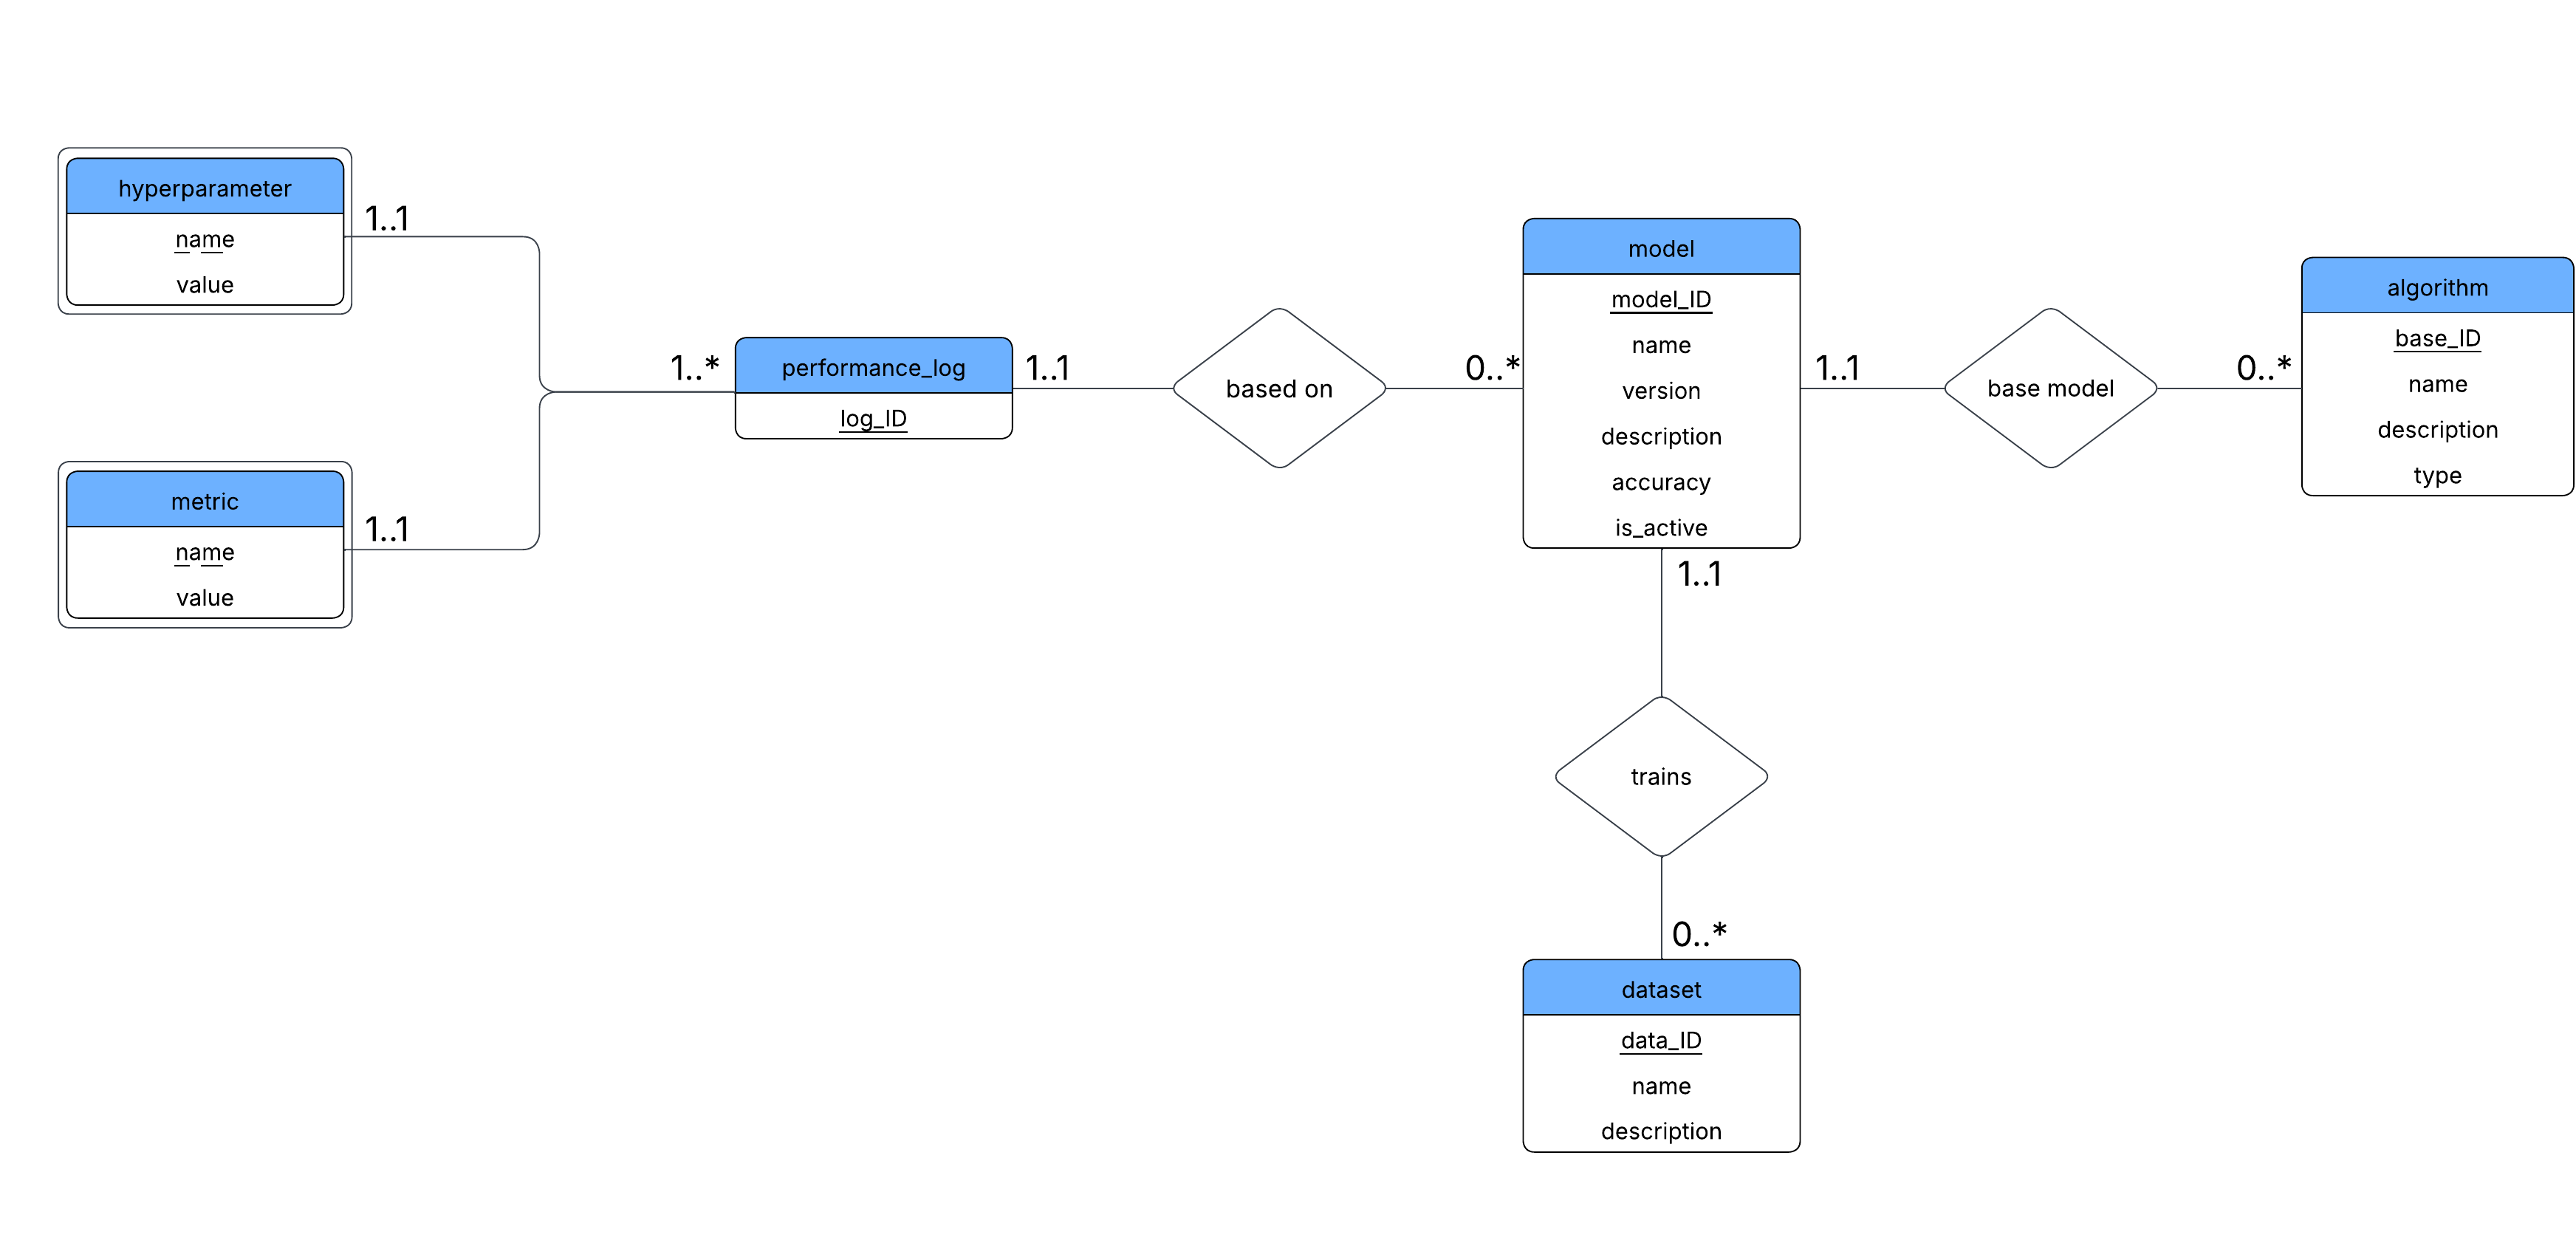 hyperparameter
name
value
1..1
metric
name
value
1..1
1..*
performance_log
log_ID
1..1
based on
0..*
model
model_ID
name
version
description
accuracy
is_active
1..1
base model
0..*
algorithm
base_ID
name
description
type
1..1
trains
0..*
dataset
data_ID
name
description